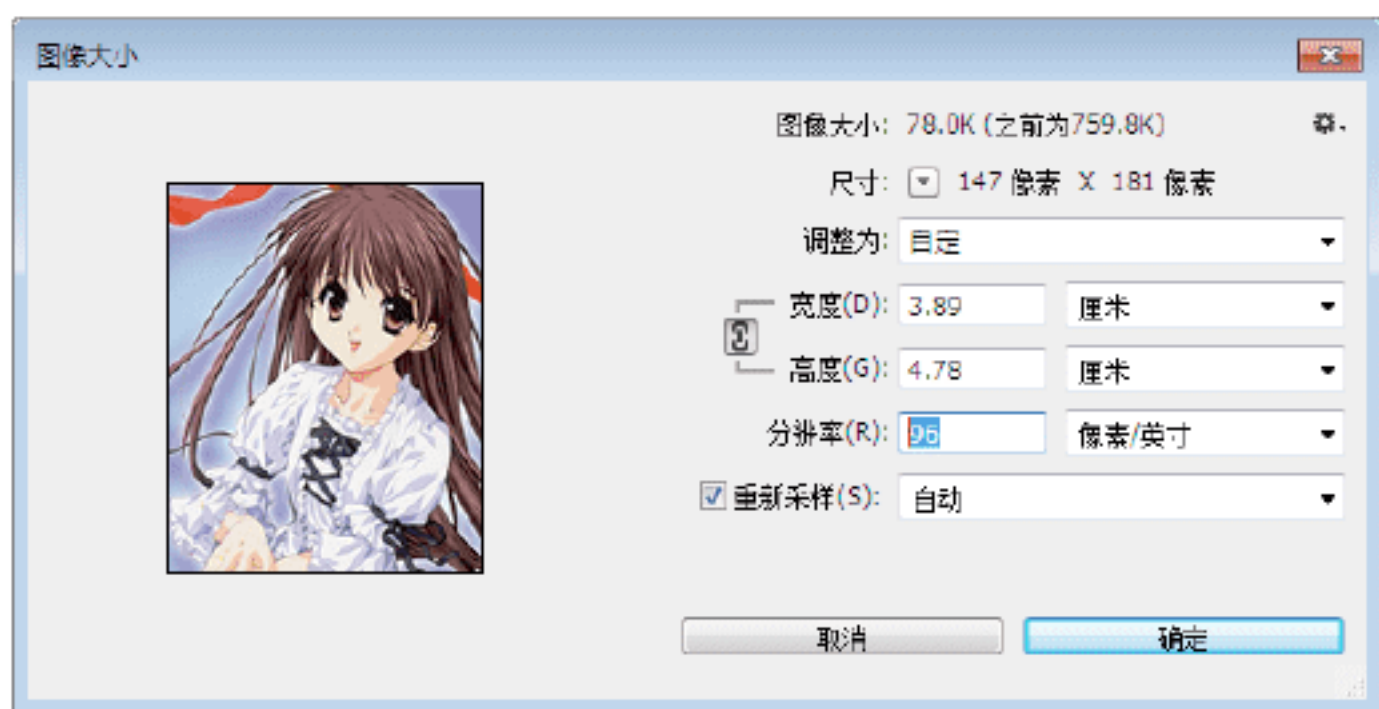 图像大小
图像大小: 78.0K (之前为759.8K)
尺寸: 147 像素 X 181 像素
调整为: 自定
宽度(D): 3.89 厘米
高度(G): 4.78 厘米
分辨率(R): 96 像素/英寸
重新采样(S): 自动
取消 确定